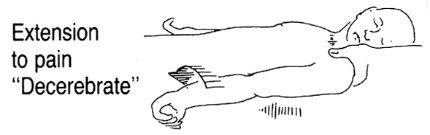 Extension
to pain
“Decerebrate”